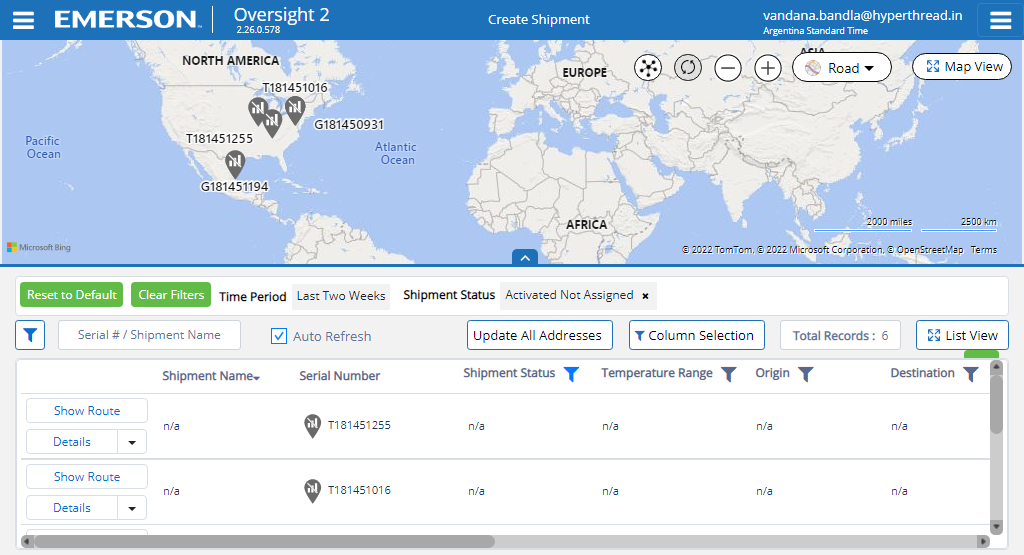 EMERSON
Oversight 2
2.26.0.578
Create Shipment
vandana.bandla@hyperthread.in
Argentina Standard Time
NORTH AMERICA
EUROPE
ASIA
Road
Map View
T181451016
G181450931
T181451255
G181451194
Pacific
Ocean
Atlantic
Ocean
AFRICA
2000 miles
2500 km
Microsoft Bing
© 2022 TomTom, © 2022 Microsoft Corporation, © OpenStreetMap Terms
Reset to Default
Clear Filters
Time Period
Last Two Weeks
Shipment Status
Activated Not Assigned ×
Serial # / Shipment Name
Auto Refresh
Update All Addresses
Column Selection
Total Records : 6
List View
Shipment Name
Serial Number
Shipment Status
Temperature Range
Origin
Destination
Show Route
Details
n/a
T181451255
n/a
n/a
n/a
n/a
Show Route
Details
n/a
T181451016
n/a
n/a
n/a
n/a